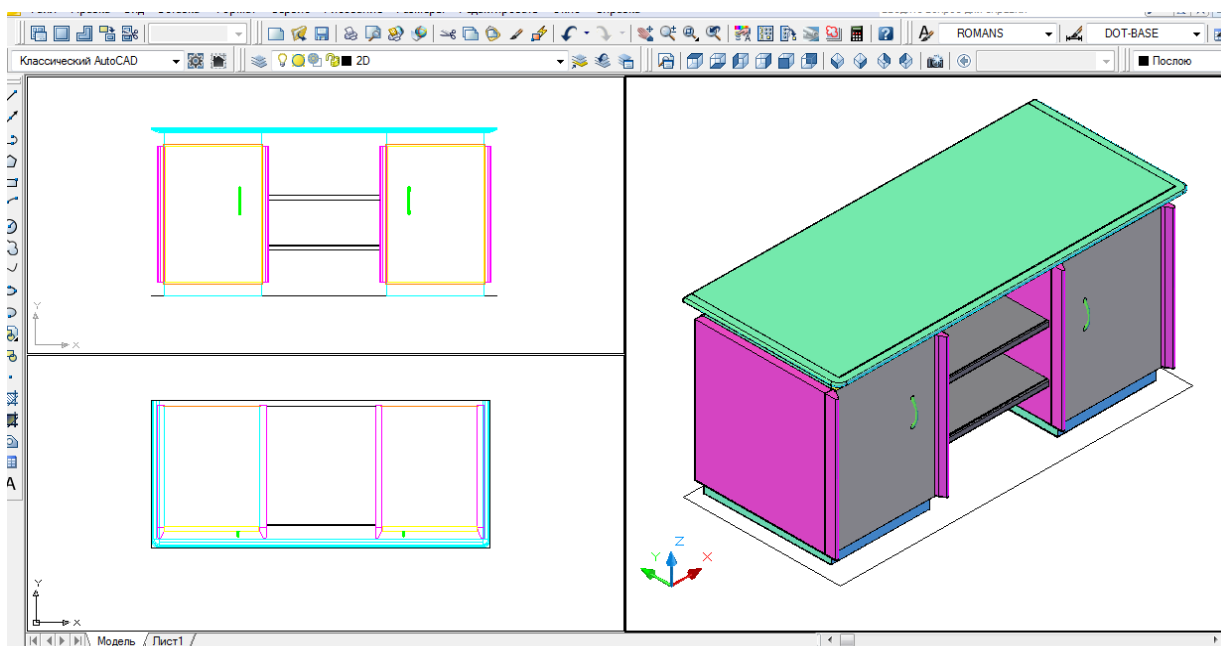 ROMANS DOT-BASE
Классический AutoCAD 2D Послою
Y
X
Y
X
Z
Y X
A
Модель Лист1